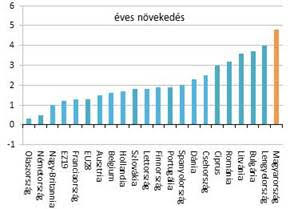 éves növekedés
6
5
4
3
2
1
0
-1
Olaszország
Németország
Nagy-Britannia
EZ19
Franciaország
EU28
Ausztria
Belgium
Hollandia
Szlovákia
Lettország
Finnország
Portugália
Spanyolország
Dánia
Csehország
Ciprus
Románia
Litvánia
Bulgária
Lengyelország
Magyarország